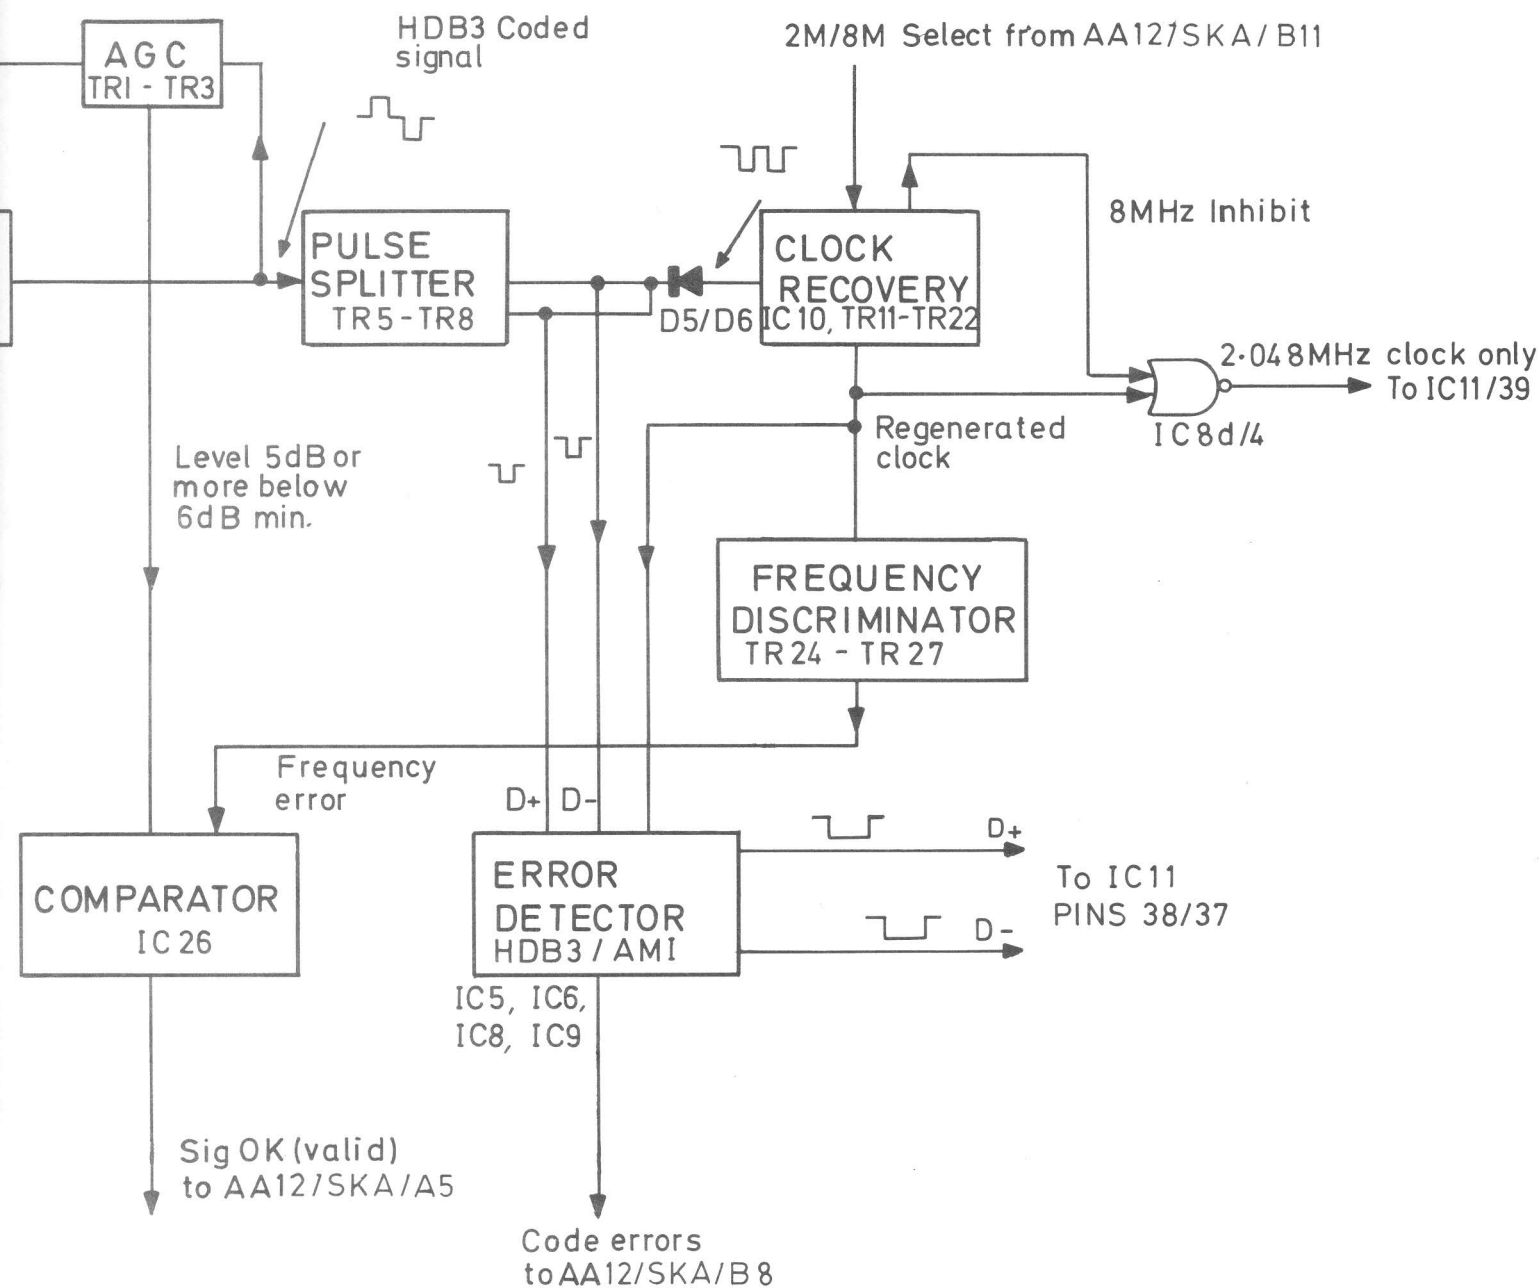 HDB3 Coded
signal
2M/8M Select from AA12/SKA/B11
AGC
TR1 - TR3
8MHz Inhibit
PULSE
SPLITTER
TR5-TR8
D5/D6
CLOCK
RECOVERY
IC10, TR11-TR22
2·048MHz clock only
To IC11/39
IC8d/4
Regenerated
clock
Level 5dB or
more below
6dB min.
FREQUENCY
DISCRIMINATOR
TR24 - TR27
Frequency
error
D+ D-
COMPARATOR
IC26
ERROR
DETECTOR
HDB3 / AMI
D+
D-
To IC11
PINS 38/37
IC5, IC6,
IC8, IC9
Sig OK (valid)
to AA12/SKA/A5
Code errors
to AA12/SKA/B8